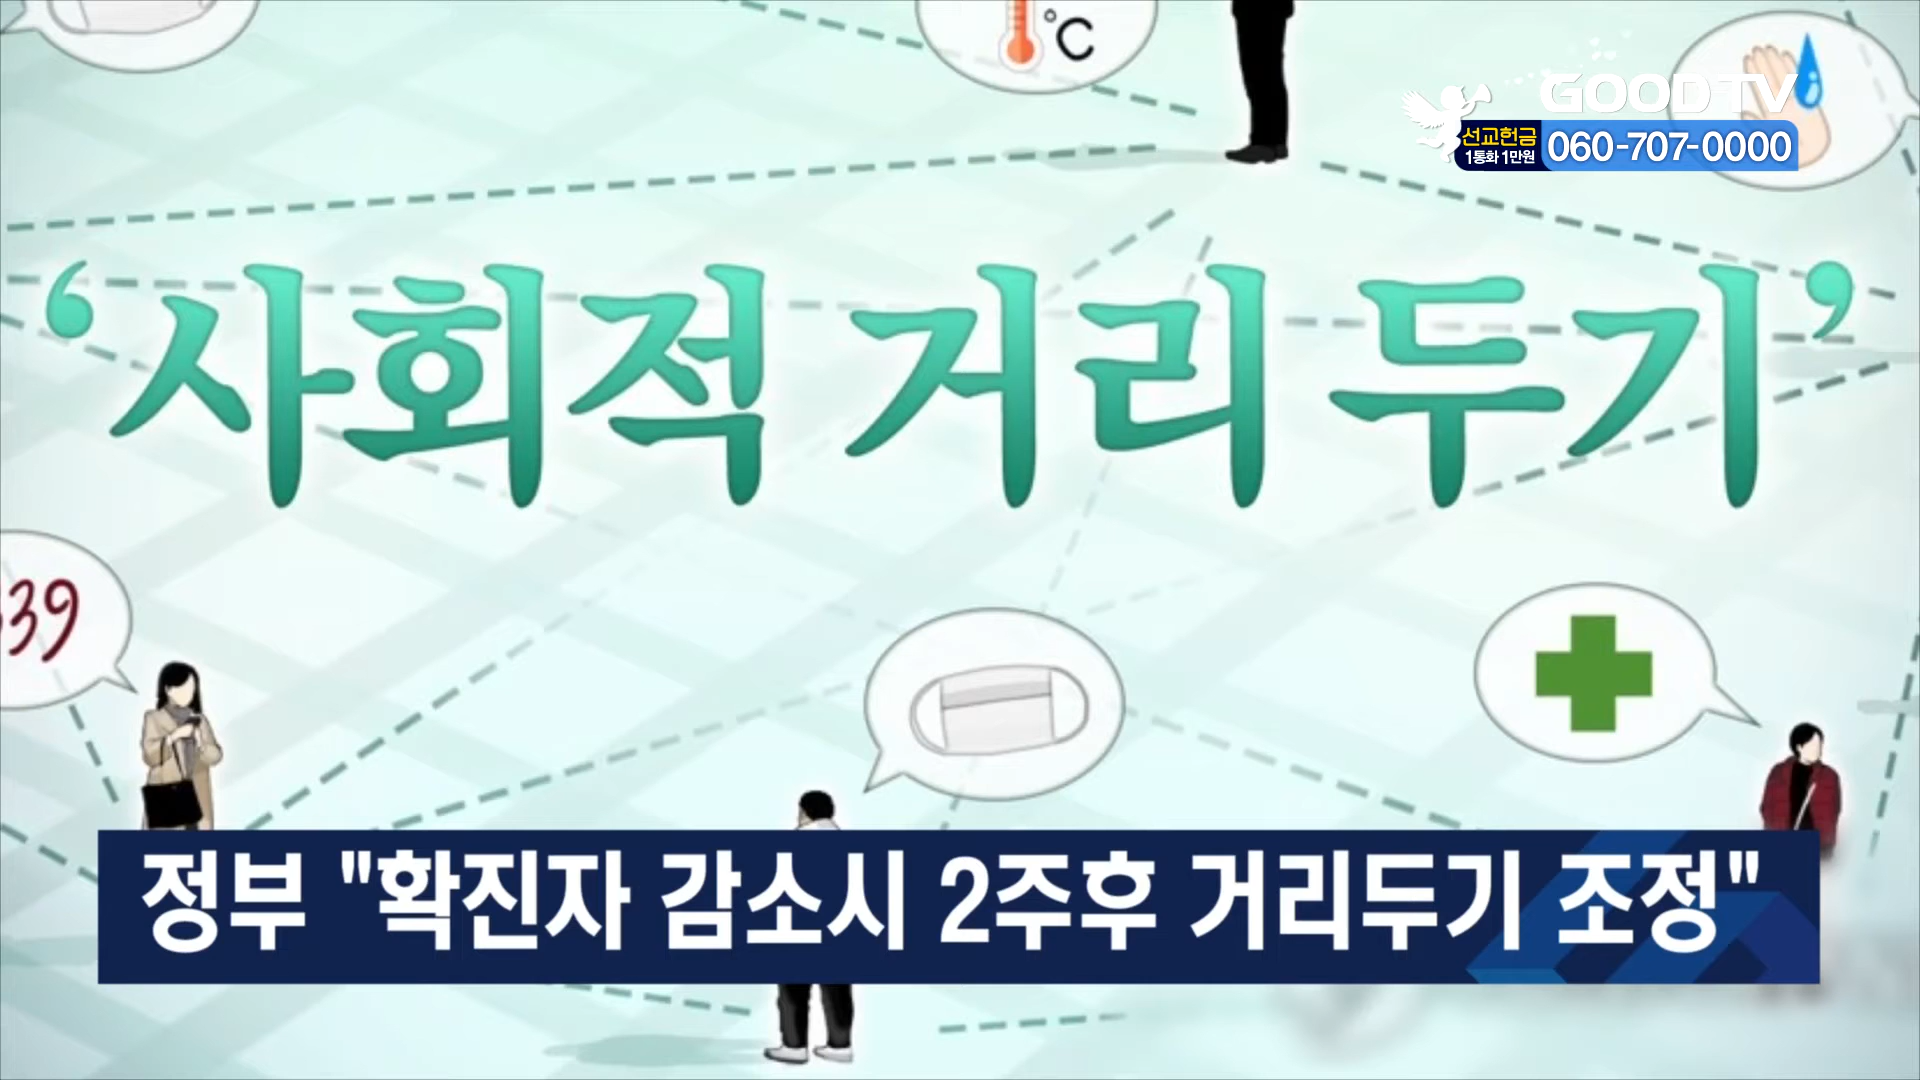 °C
GOODTV
선교헌금
1통화 1만원
060-707-0000
‘사회적 거리 두기’
39
정부 "확진자 감소시 2주후 거리두기 조정"